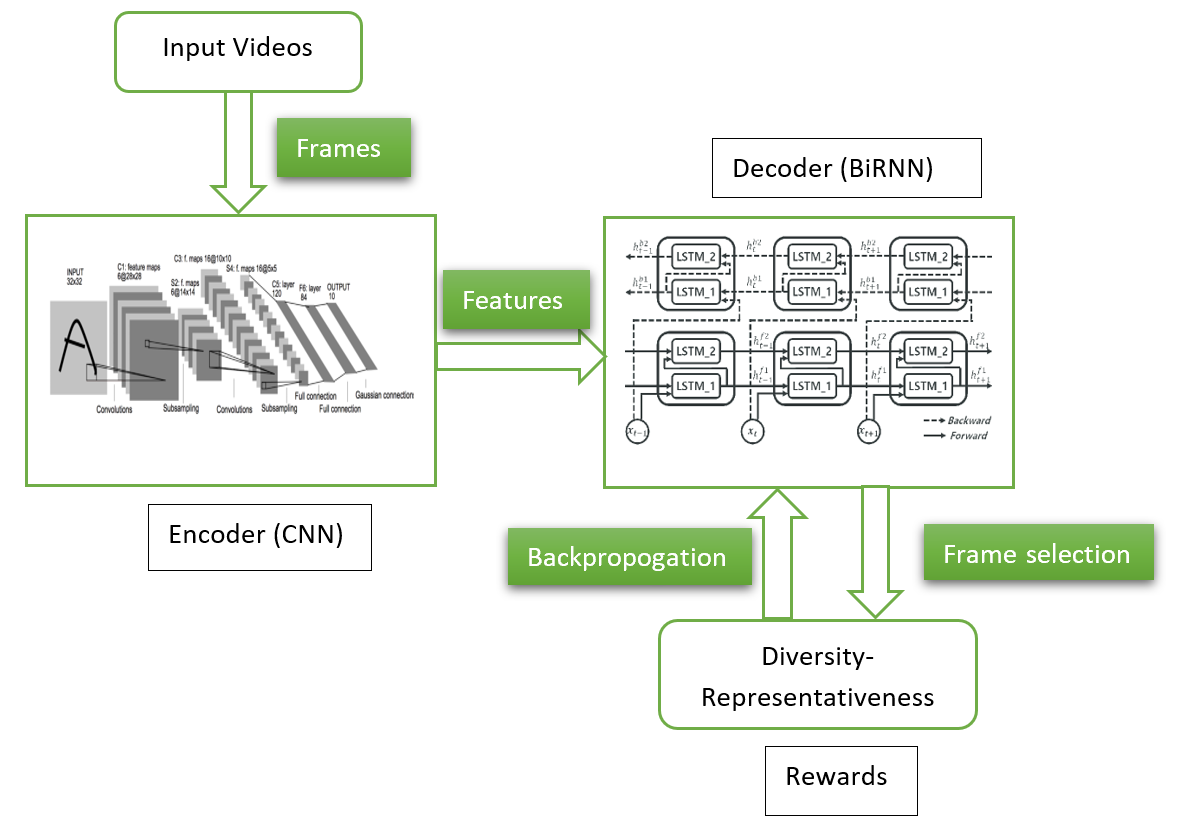 Input Videos
Frames
Decoder (BiRNN)
INPUT
32x32
C1: feature maps
6@28x28
C3: f. maps 16@10x10
S2: f. maps
6@14x14
S4: f. maps 16@5x5
C5: layer
120
F6: layer
84
OUTPUT
10
A
Convolutions
Subsampling
Convolutions
Subsampling
Full connection
Full connection
Gaussian connection
Encoder (CNN)
Features
h_{t-1}^{b2} LSTM_2 h_t^{b2} LSTM_2 h_{t+1}^{b2} LSTM_2
h_{t-1}^{b1} LSTM_1 h_t^{b1} LSTM_1 h_{t+1}^{b1} LSTM_1
LSTM_2 h_{t-1}^{f2} LSTM_2 h_t^{f2} LSTM_2 h_{t+1}^{f2}
LSTM_1 h_{t-1}^{f1} LSTM_1 h_t^{f1} LSTM_1 h_{t+1}^{f1}
x_{t-1} x_t x_{t+1}
Backward
Forward
Backpropogation
Frame selection
Diversity-
Representativeness
Rewards